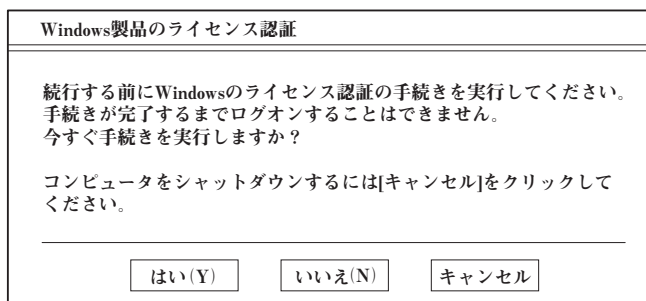 Windows製品のライセンス認証
続行する前にWindowsのライセンス認証の手続きを実行してください。
手続きが完了するまでログオンすることはできません。
今すぐ手続きを実行しますか？
コンピュータをシャットダウンするには[キャンセル]をクリックして
ください。
はい(Y) いいえ(N) キャンセル